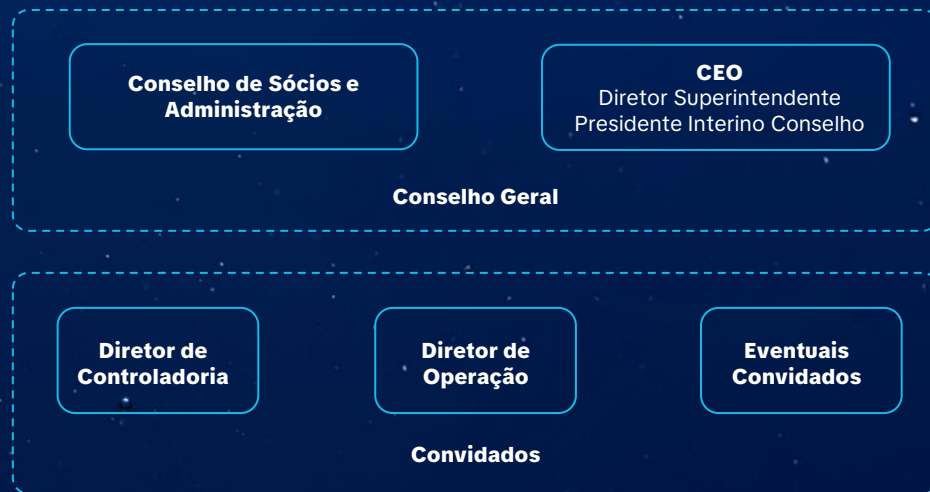 Conselho de Sócios e
Administração
CEO
Diretor Superintendente
Presidente Interino Conselho
Conselho Geral
Diretor de
Controladoria
Diretor de
Operação
Eventuais
Convidados
Convidados